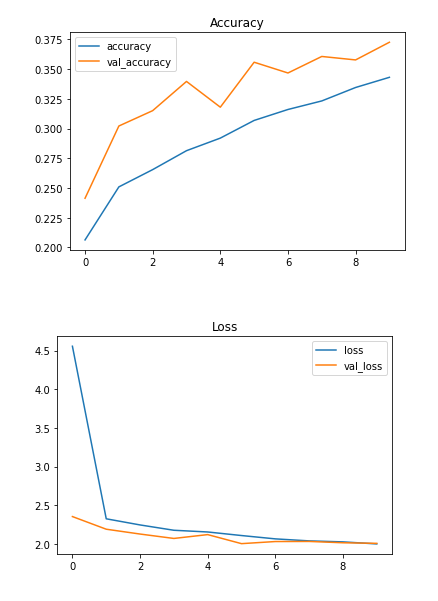 Accuracy
0.375
0.350
0.325
0.300
0.275
0.250
0.225
0.200
accuracy
val_accuracy
0 2 4 6 8
Loss
4.5
4.0
3.5
3.0
2.5
2.0
loss
val_loss
0 2 4 6 8